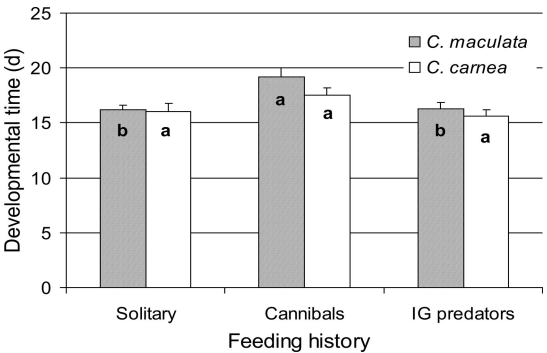 25
20
15
10
5
0
Developmental time (d)
C. maculata
C. carnea
b
a
a
a
b
a
Solitary
Cannibals
IG predators
Feeding history